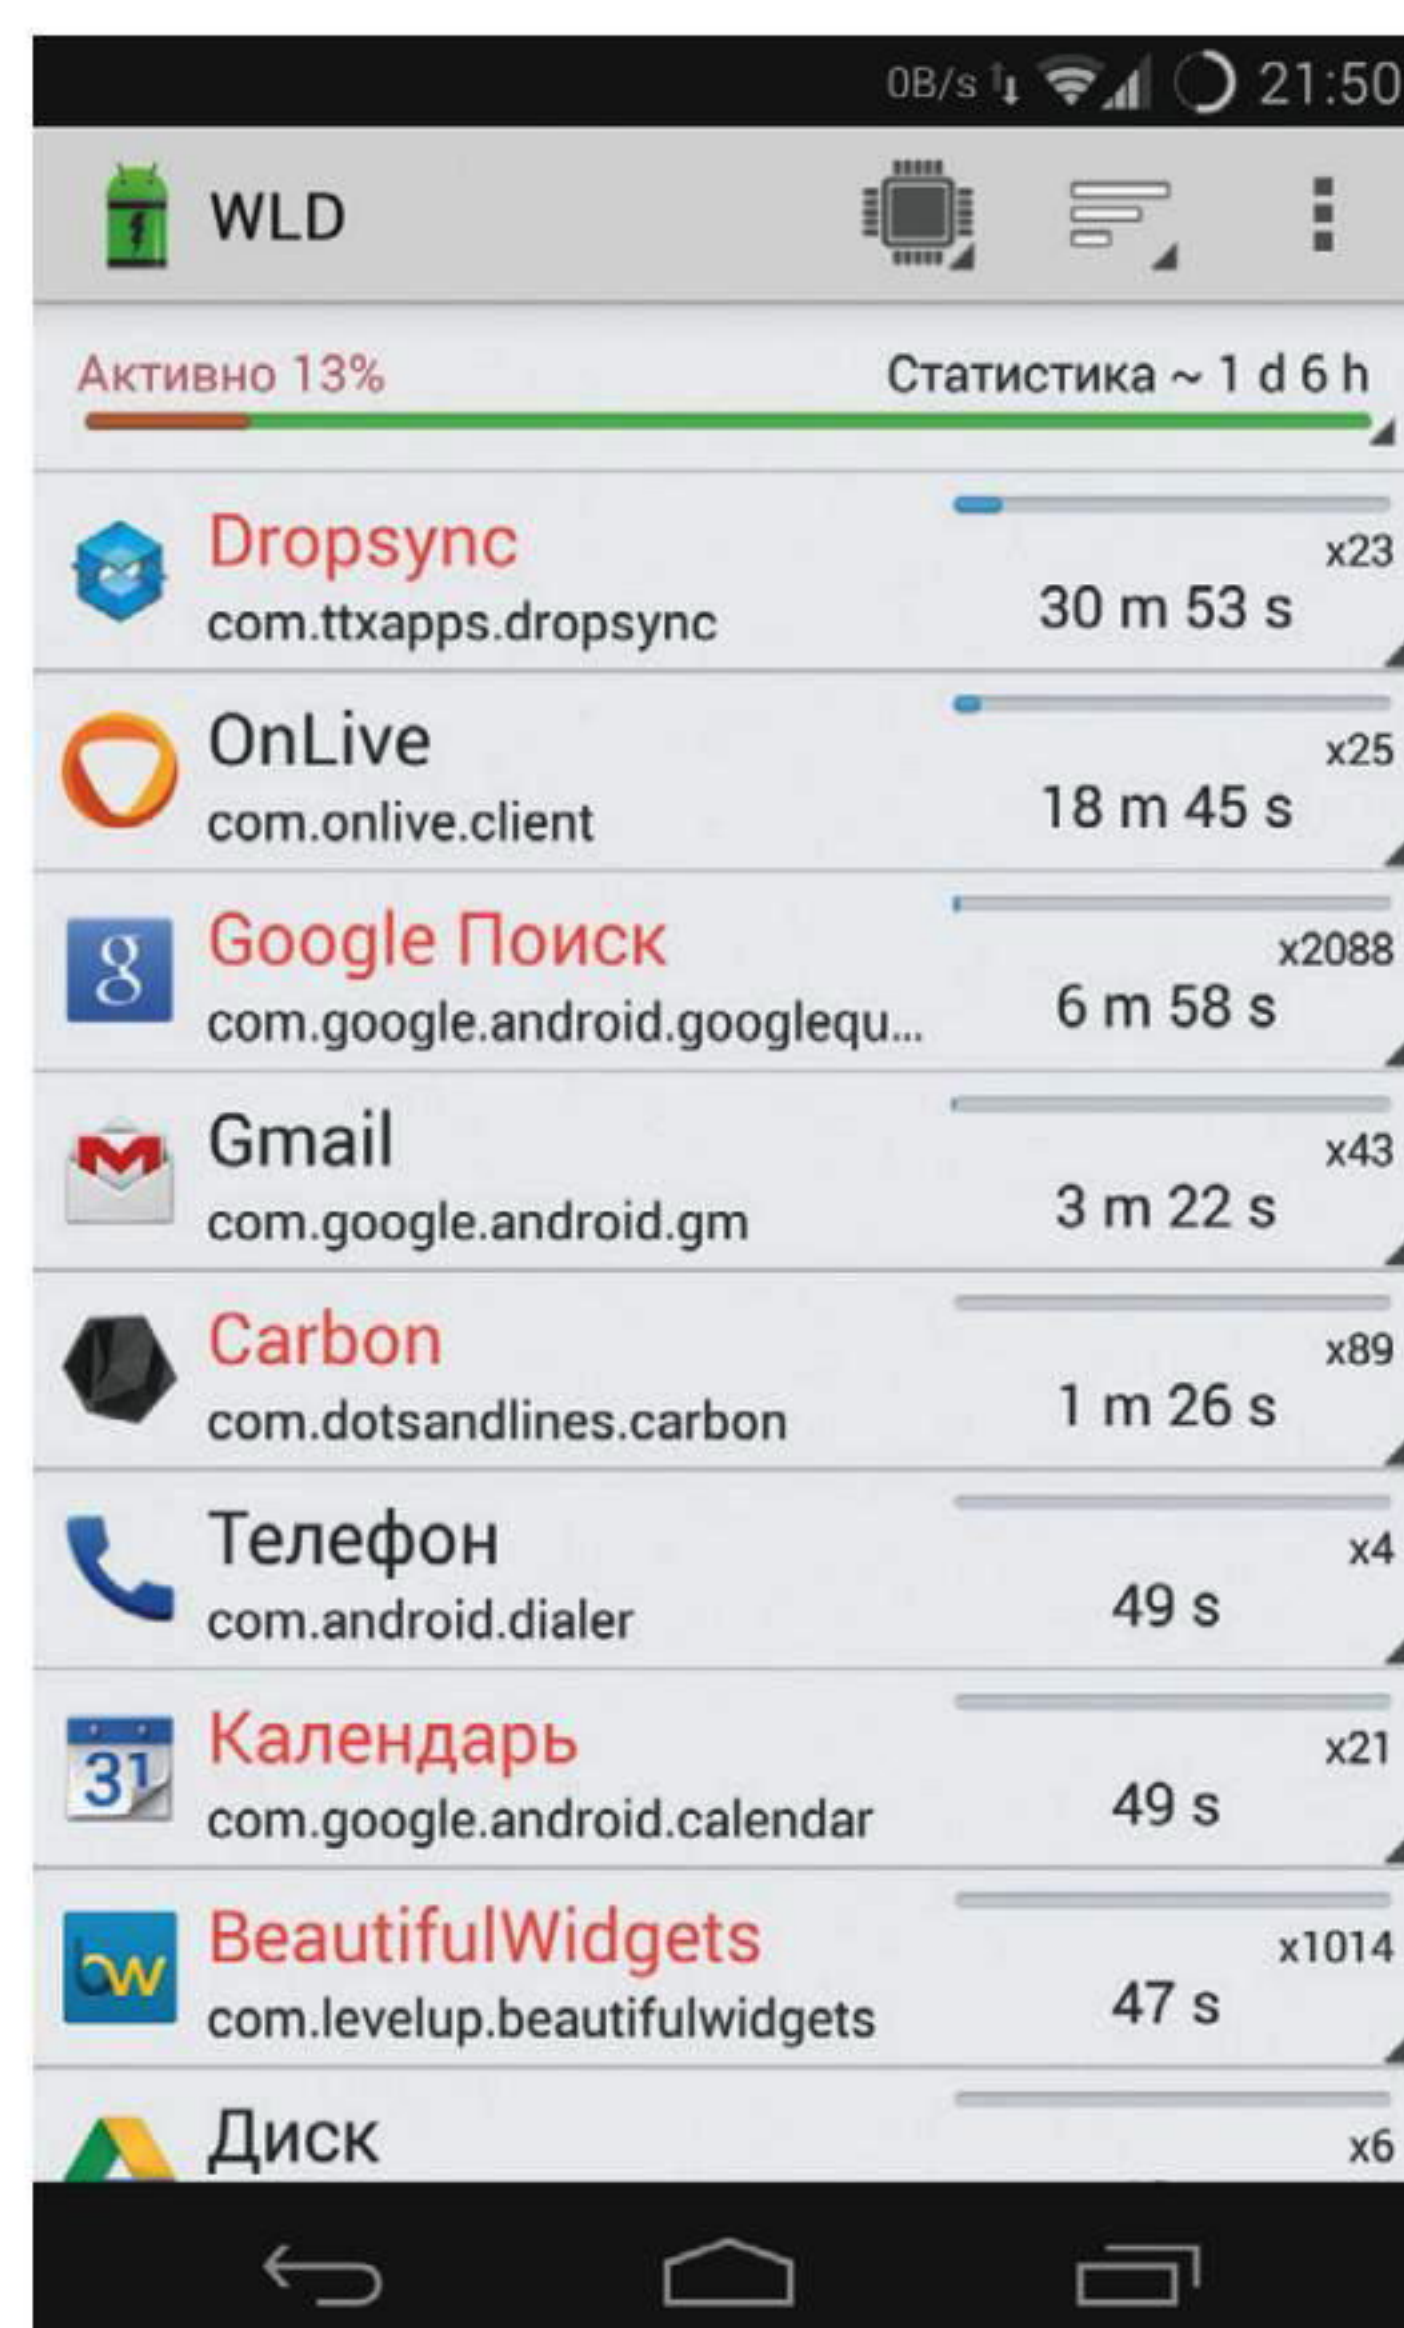 0B/s 21:50
WLD
Активно 13% Статистика ~ 1 d 6 h
Dropsync x23
com.ttxapps.dropsync 30 m 53 s
OnLive x25
com.onlive.client 18 m 45 s
g Google Поиск x2088
com.google.android.googlequ... 6 m 58 s
Gmail x43
com.google.android.gm 3 m 22 s
Carbon x89
com.dotsandlines.carbon 1 m 26 s
Телефон x4
com.android.dialer 49 s
31 Календарь x21
com.google.android.calendar 49 s
bw BeautifulWidgets x1014
com.levelup.beautifulwidgets 47 s
Диск x6